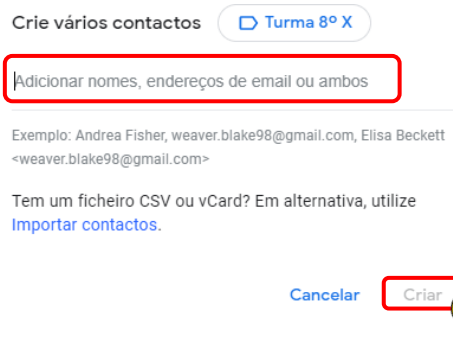 Crie vários contactos Turma 8º X
Adicionar nomes, endereços de email ou ambos
Exemplo: Andrea Fisher, weaver.blake98@gmail.com, Elisa Beckett
<weaver.blake98@gmail.com>
Tem um ficheiro CSV ou vCard? Em alternativa, utilize
Importar contactos.
Cancelar Criar